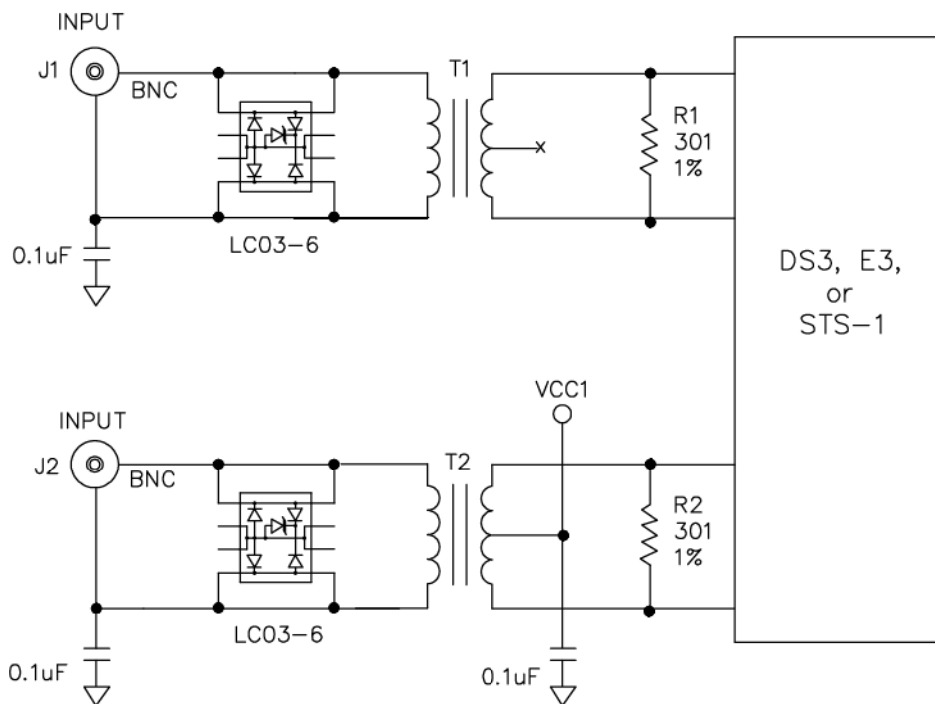 INPUT
J1
BNC
T1
R1
301
1%
0.1uF
LC03-6
DS3, E3,
or
STS-1
VCC1
INPUT
J2
BNC
T2
R2
301
1%
LC03-6
0.1uF
0.1uF